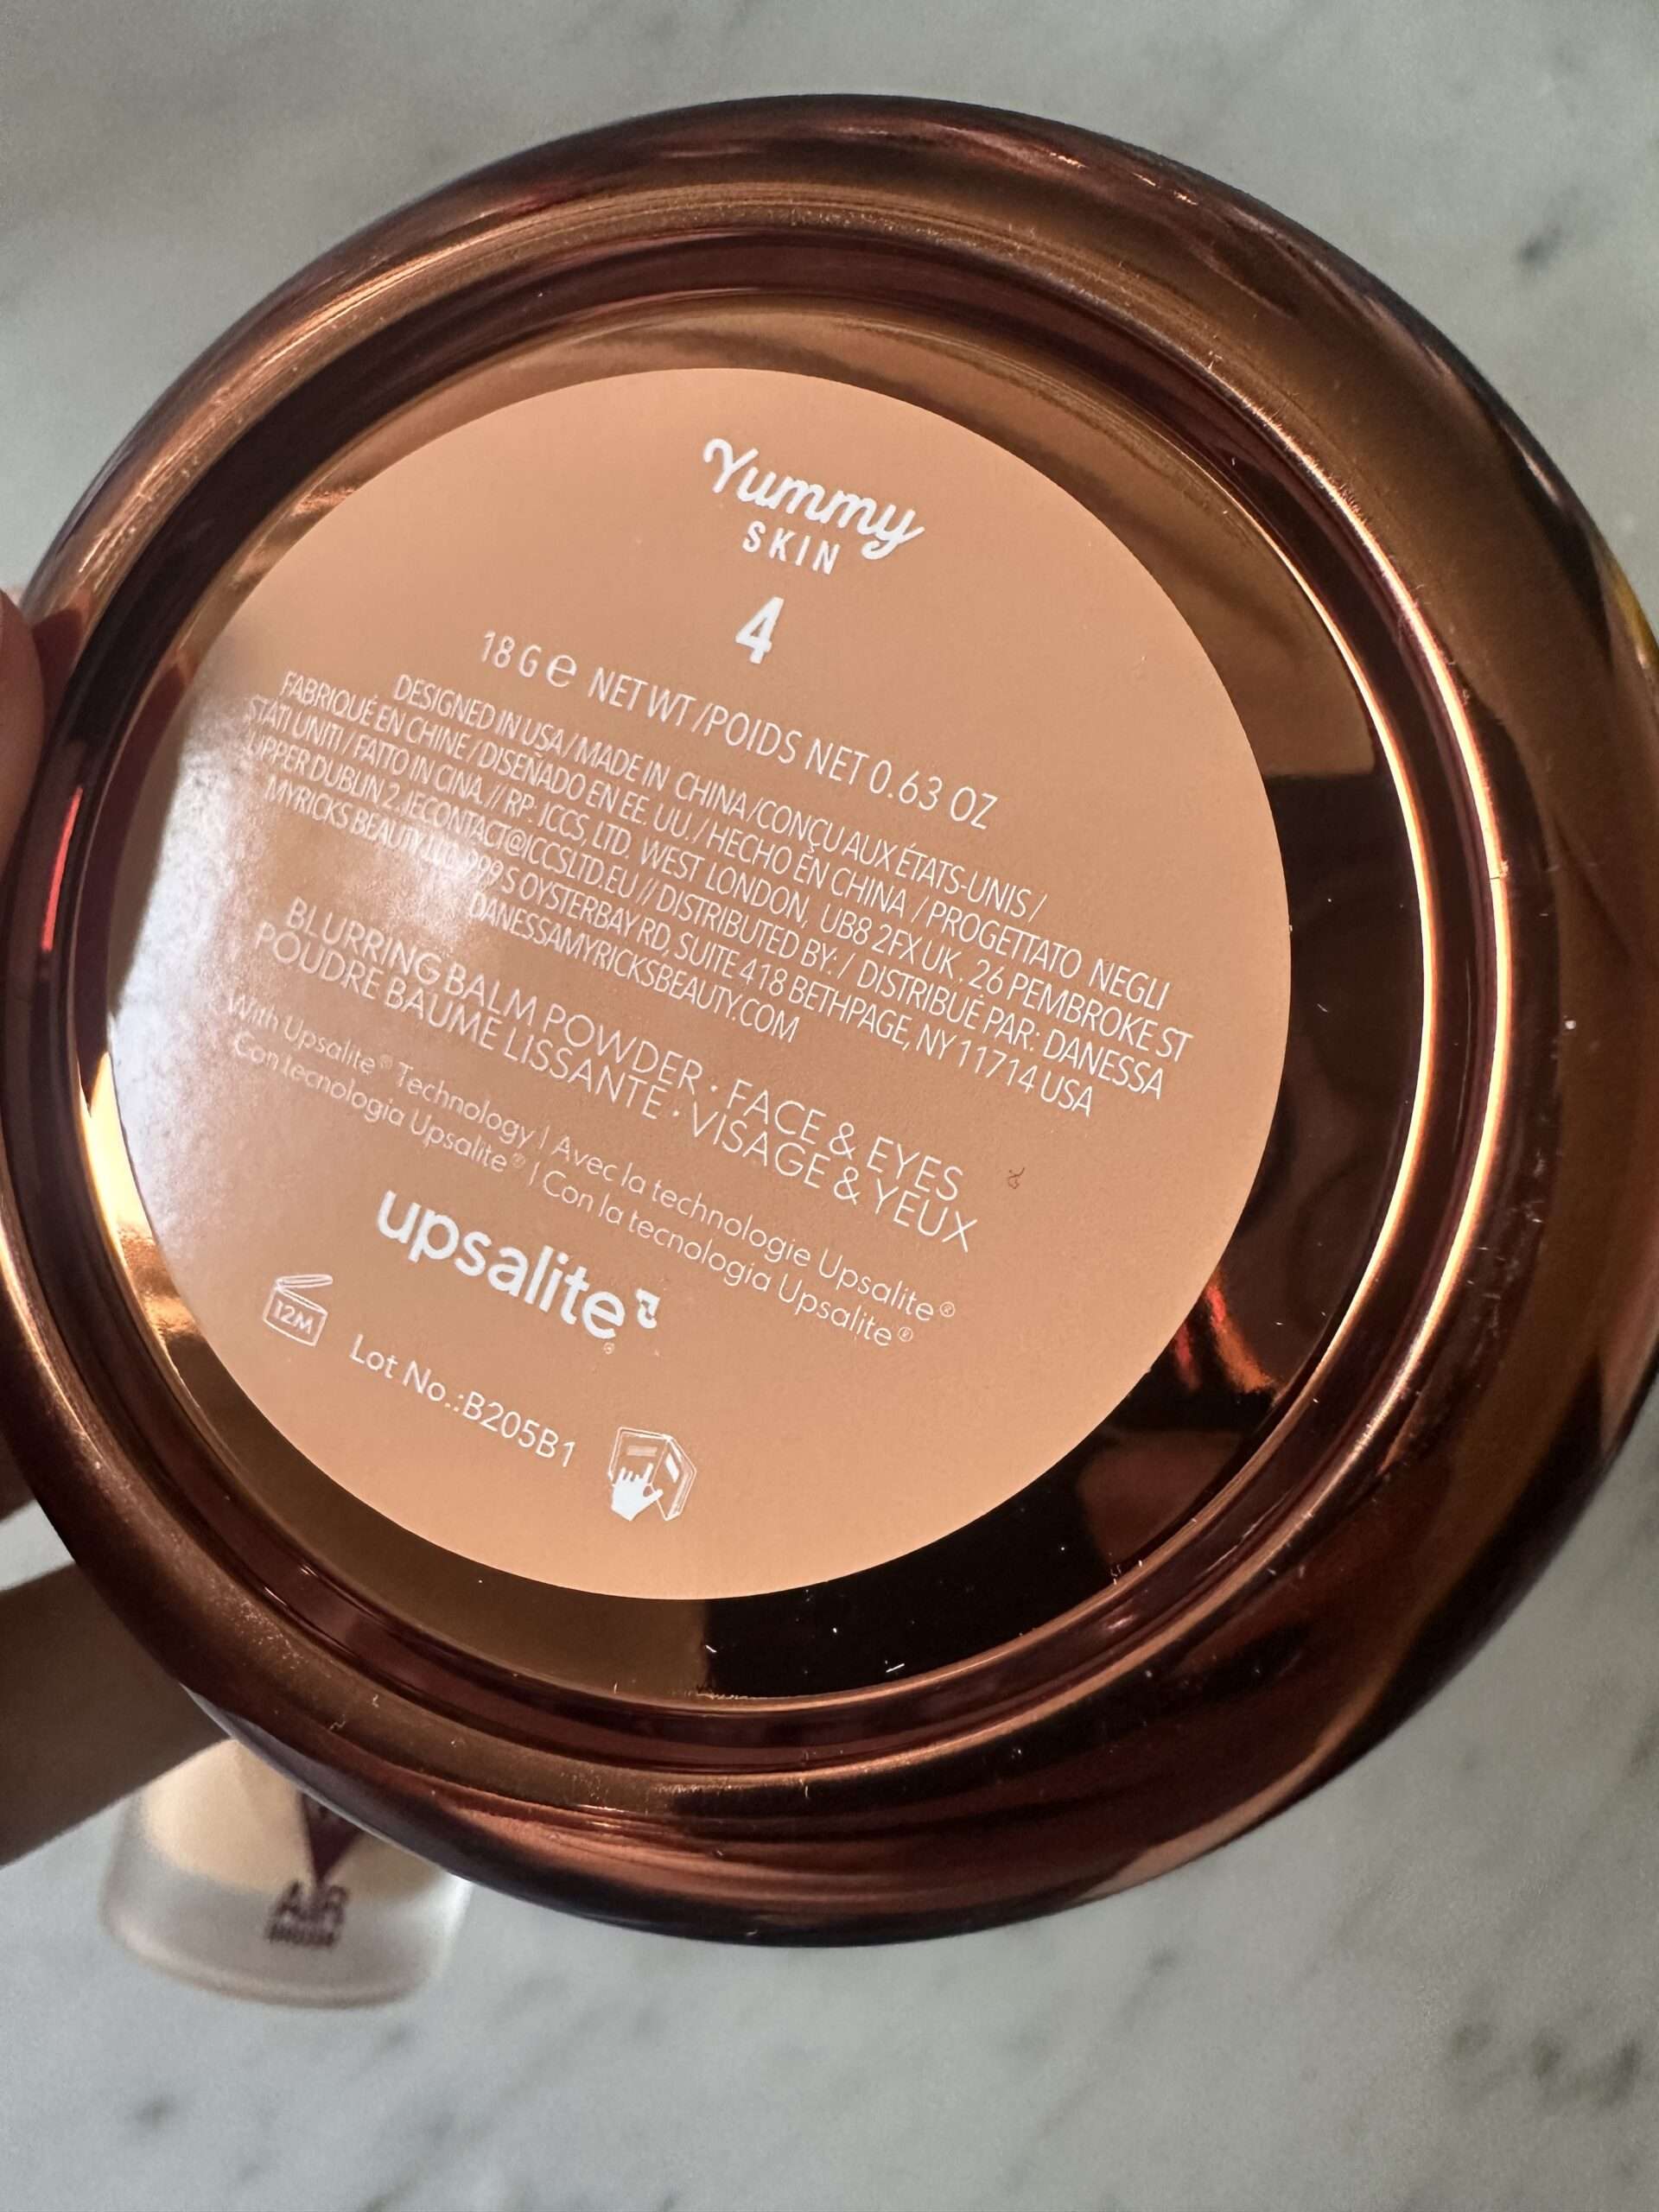 Yummy
SKIN
4
18 G e NET WT / POIDS NET 0.63 OZ
DESIGNED IN USA / MADE IN CHINA / CONÇU AUX ÉTATS-UNIS /
FABRIQUÉ EN CHINE / DISEÑADO EN EE. UU. / HECHO EN CHINA / PROGETTATO NEGLI
STATI UNITI / FATTO IN CINA // RP: ICCS, LTD. WEST LONDON, UB8 2FX UK . 26 PEMBROKE ST
UPPER DUBLIN 2. IECONTACT@ICCSLTD.EU // DISTRIBUTED BY: / DISTRIBUÉ PAR: DANESSA
MYRICKS BEAUTY, LLC 999 S OYSTERBAY RD, SUITE 418 BETHPAGE, NY 11714 USA
DANESSAMYRICKSBEAUTY.COM
BLURRING BALM POWDER · FACE & EYES
POUDRE BAUME LISSANTE · VISAGE & YEUX
With Upsalite® Technology | Avec la technologie Upsalite®
Con tecnologia Upsalite® | Con la tecnologia Upsalite®
upsalite®
12M
Lot No.:B205B1
AIR
BRUSH